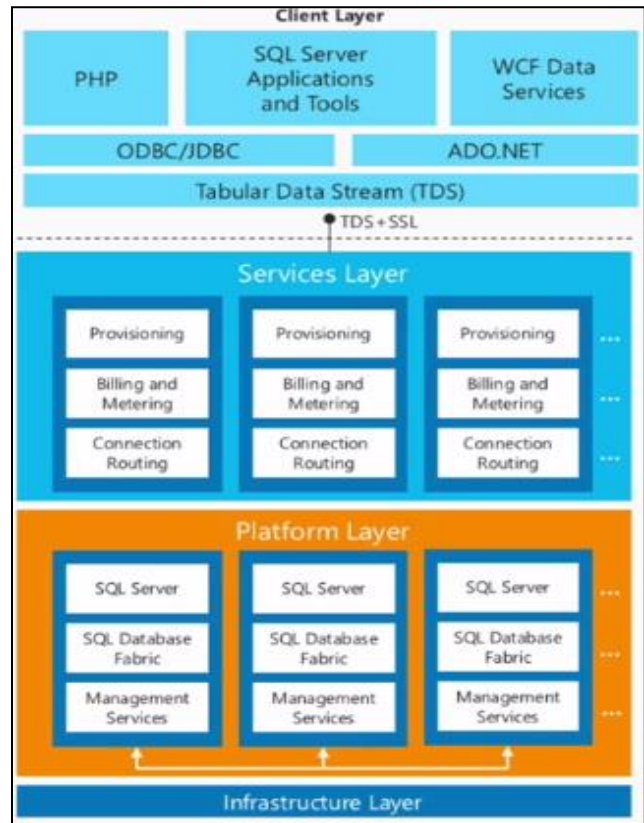 Client Layer
PHP
SQL Server
Applications
and Tools
WCF Data
Services
ODBC/JDBC
ADO.NET
Tabular Data Stream (TDS)
TDS+SSL
Services Layer
Provisioning
Provisioning
Provisioning
...
Billing and
Metering
Billing and
Metering
Billing and
Metering
...
Connection
Routing
Connection
Routing
Connection
Routing
...
Platform Layer
SQL Server
SQL Server
SQL Server
...
SQL Database
Fabric
SQL Database
Fabric
SQL Database
Fabric
...
Management
Services
Management
Services
Management
Services
...
Infrastructure Layer